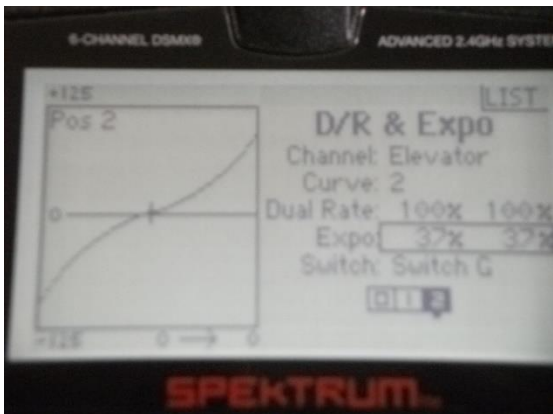 6-CHANNEL DSMX®
ADVANCED 2.4GHz SYSTE
+125
LIST
Pos 2
D/R & Expo
Channel: Elevator
Curve: 2
0
Dual Rate: 100% 100%
Expo: 37% 37%
Switch: Switch G
0 1 2
-125
0 → 0
SPEKTRUM